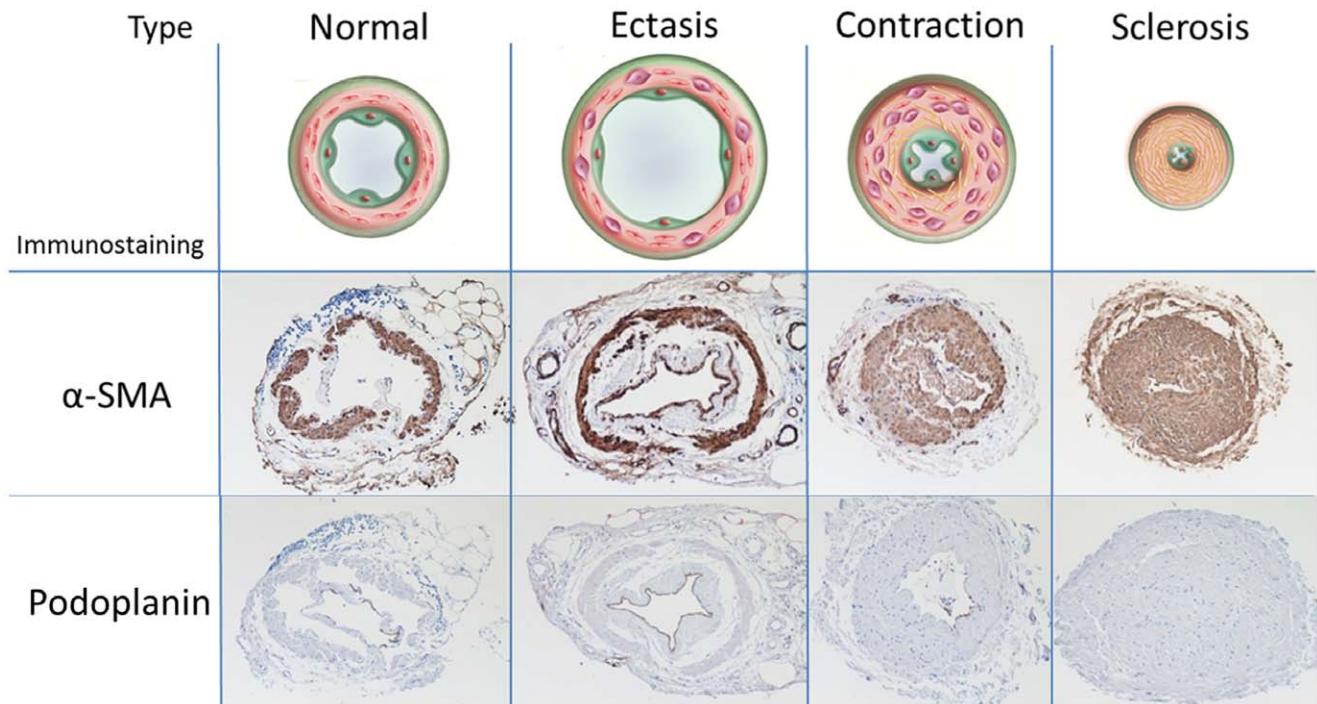 Type Normal Ectasis Contraction Sclerosis
Immunostaining
α-SMA
Podoplanin